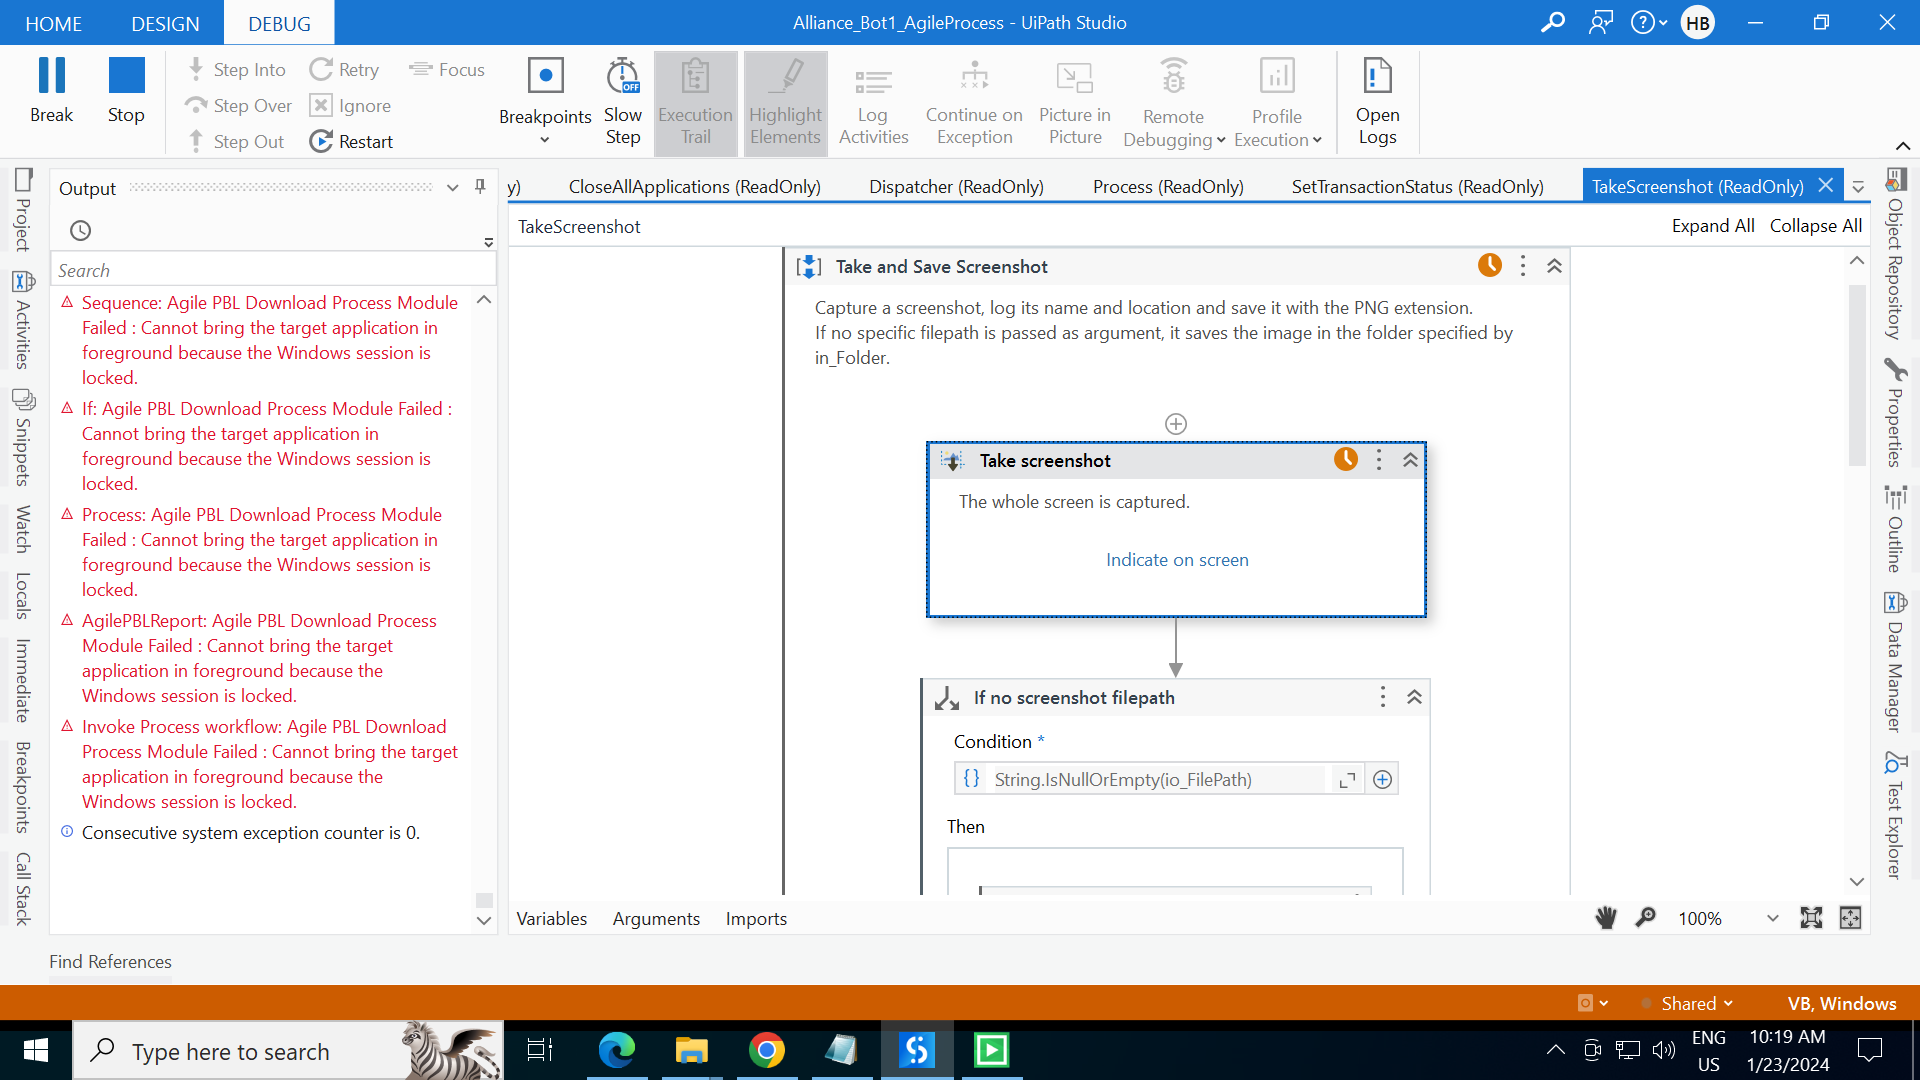 HOME DESIGN DEBUG Alliance_Bot1_AgileProcess - UiPath Studio HB
Break Stop Step Into Retry Focus
Step Over Ignore
Step Out Restart
Breakpoints Slow Step OFF Execution Trail Highlight Elements Log Activities Continue on Exception Picture in Picture Remote Debugging Profile Execution Open Logs
Output
Search
Sequence: Agile PBL Download Process Module
Failed : Cannot bring the target application in
foreground because the Windows session is
locked.
If: Agile PBL Download Process Module Failed :
Cannot bring the target application in
foreground because the Windows session is
locked.
Process: Agile PBL Download Process Module
Failed : Cannot bring the target application in
foreground because the Windows session is
locked.
AgilePBLReport: Agile PBL Download Process
Module Failed : Cannot bring the target
application in foreground because the
Windows session is locked.
Invoke Process workflow: Agile PBL Download
Process Module Failed : Cannot bring the target
application in foreground because the
Windows session is locked.
Consecutive system exception counter is 0.
Project
Activities
Snippets
Watch
Locals
Immediate
Breakpoints
Call Stack
y) CloseAllApplications (ReadOnly) Dispatcher (ReadOnly) Process (ReadOnly) SetTransactionStatus (ReadOnly) TakeScreenshot (ReadOnly)
TakeScreenshot Expand All Collapse All
Take and Save Screenshot
Capture a screenshot, log its name and location and save it with the PNG extension.
If no specific filepath is passed as argument, it saves the image in the folder specified by
in_Folder.
Take screenshot
The whole screen is captured.
Indicate on screen
If no screenshot filepath
Condition *
String.IsNullOrEmpty(io_FilePath)
Then
Variables Arguments Imports 100%
Object Repository
Properties
Outline
Data Manager
Test Explorer
Find References
Shared VB, Windows
Type here to search
ENG
US
10:19 AM
1/23/2024